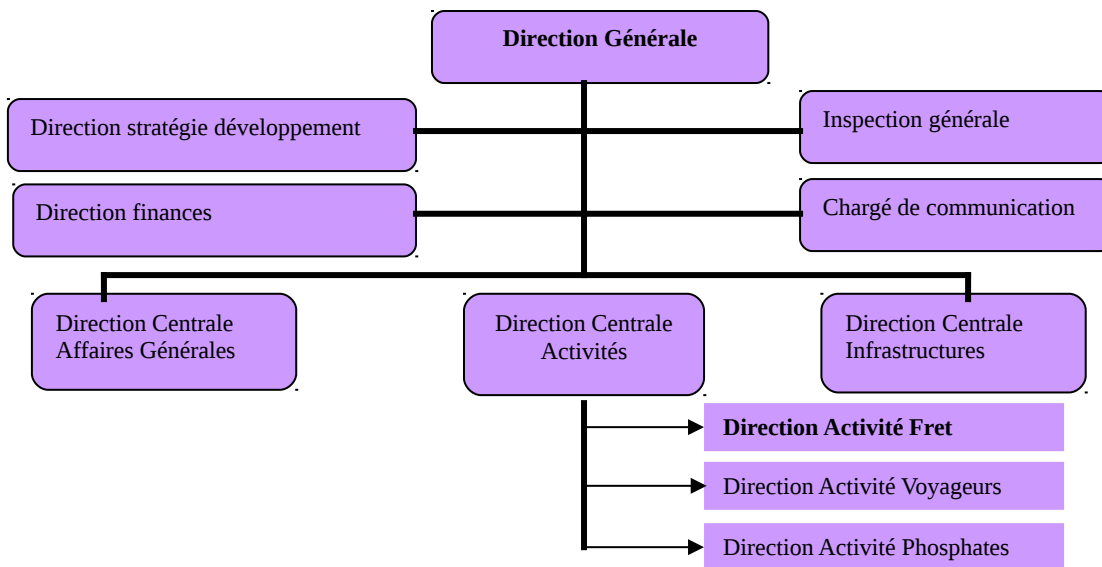 Direction Générale
Direction stratégie développement
Inspection générale
Direction finances
Chargé de communication
Direction Centrale
Affaires Générales
Direction Centrale
Activités
Direction Centrale
Infrastructures
Direction Activité Fret
Direction Activité Voyageurs
Direction Activité Phosphates